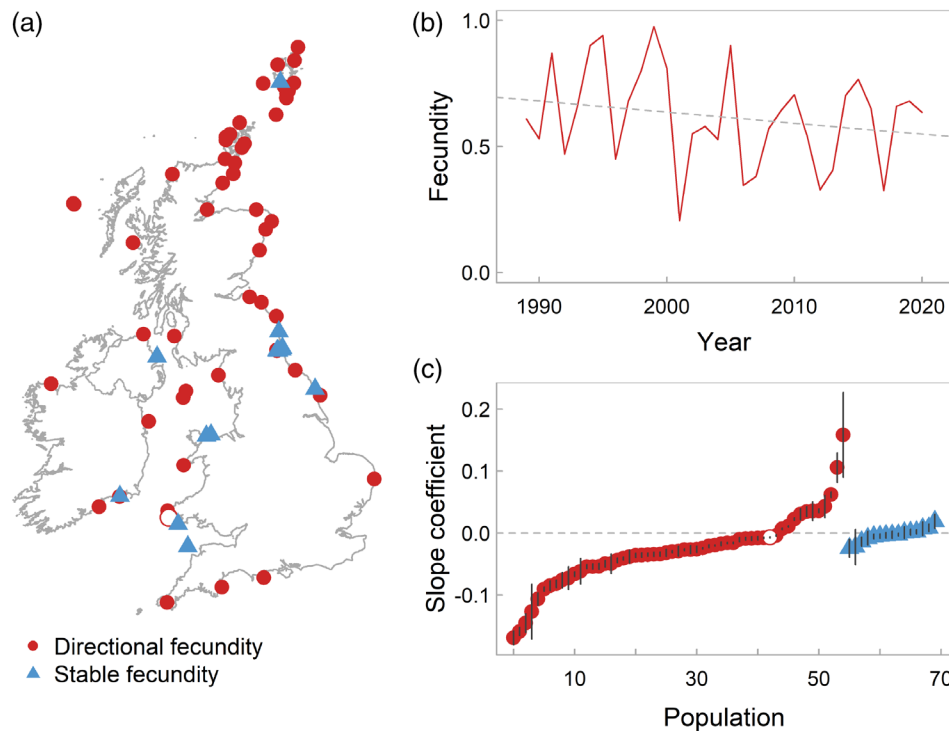 (a)
Directional fecundity
Stable fecundity
(b)
Fecundity
1.0
0.5
0.0
1990 2000 2010 2020
Year
(c)
Slope coefficient
0.2
0.1
0.0
-0.1
10 30 50 70
Population